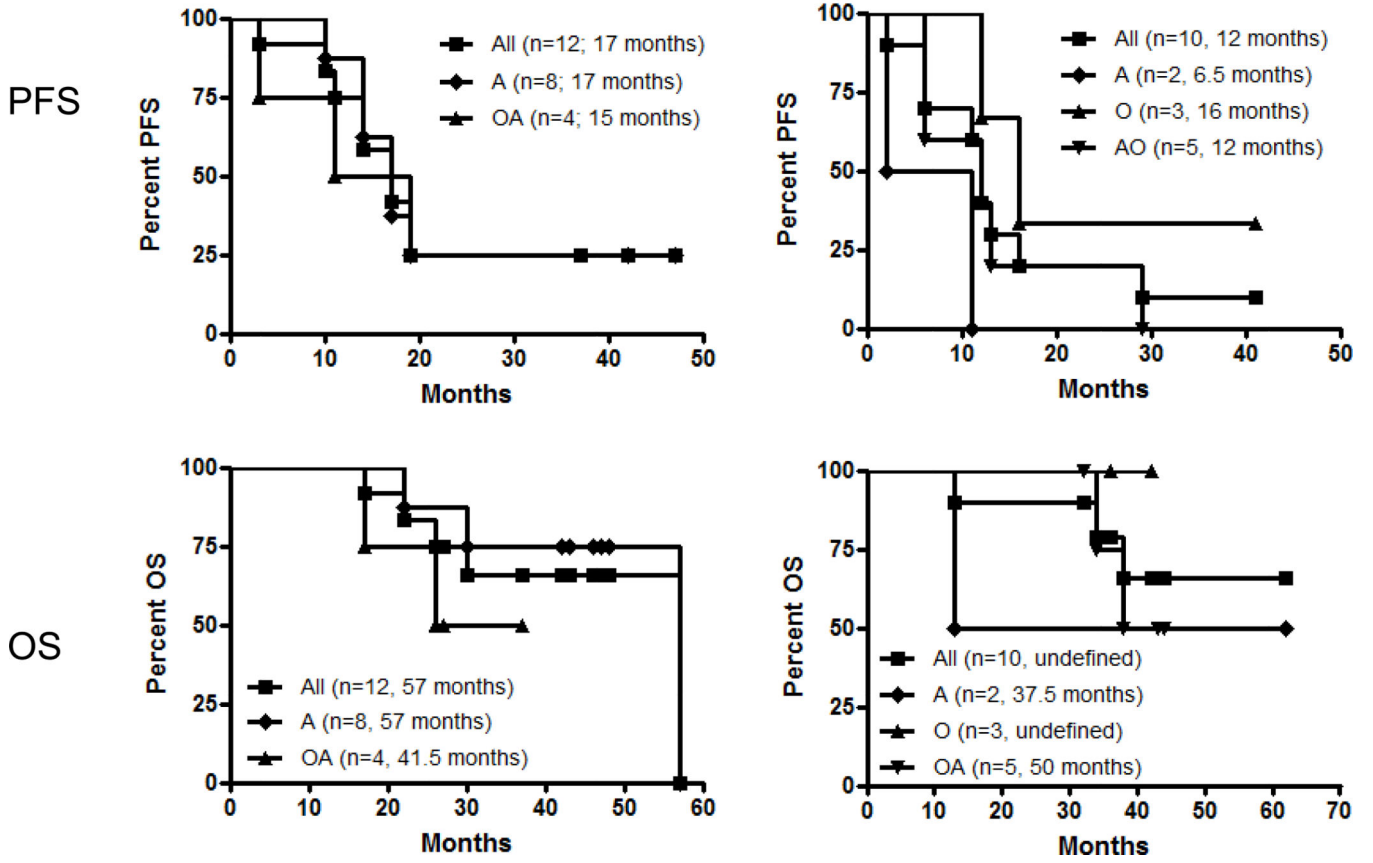 PFS
Percent PFS
100
75
50
25
0
All (n=12; 17 months)
A (n=8; 17 months)
OA (n=4; 15 months)
0 10 20 30 40 50
Months
Percent PFS
100
75
50
25
0
All (n=10, 12 months)
A (n=2, 6.5 months)
O (n=3, 16 months)
AO (n=5, 12 months)
0 10 20 30 40 50
Months
OS
Percent OS
100
75
50
25
0
All (n=12, 57 months)
A (n=8, 57 months)
OA (n=4, 41.5 months)
0 10 20 30 40 50 60
Months
Percent OS
100
75
50
25
0
All (n=10, undefined)
A (n=2, 37.5 months)
O (n=3, undefined)
OA (n=5, 50 months)
0 10 20 30 40 50 60 70
Months